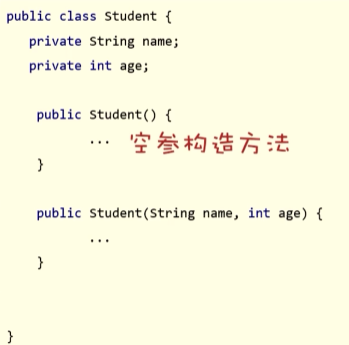 public class Student {
private String name;
private int age;
public Student() {
... 空参构造方法
}
public Student(String name, int age) {
...
}
}